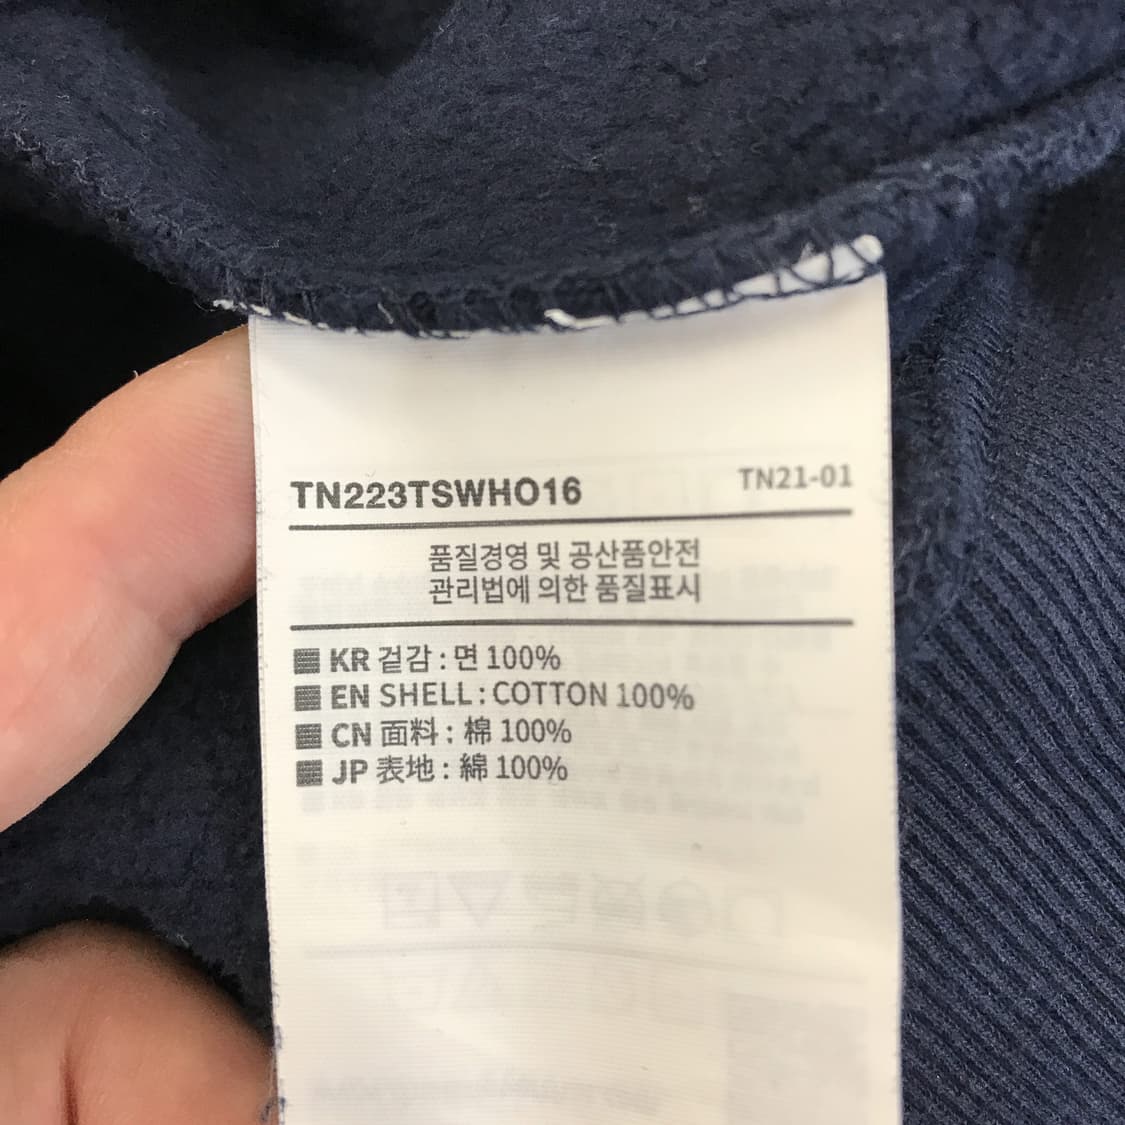 TN223TSWHO16
TN21-01
품질경영 및 공산품안전
관리법에 의한 품질표시
KR 겉감 : 면 100%
EN SHELL : COTTON 100%
CN 面料 : 棉 100%
JP 表地 : 綿 100%